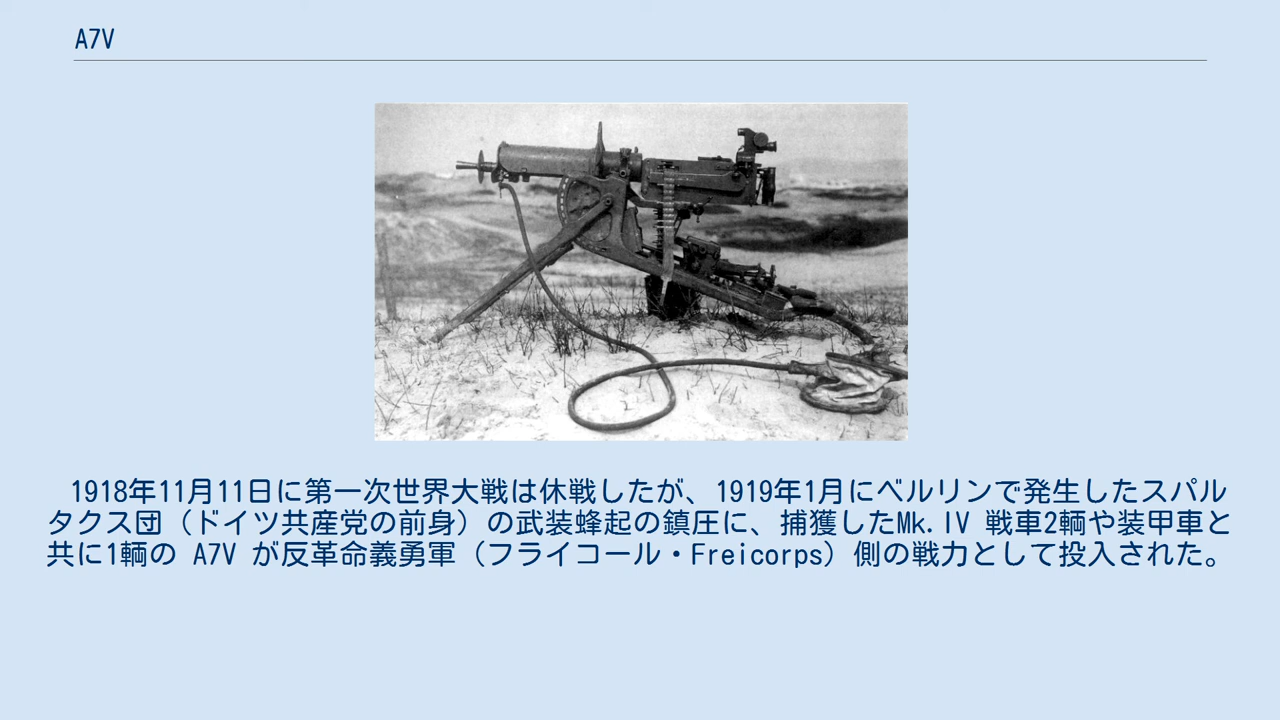 A7V
1918年11月11日に第一次世界大戦は休戦したが、1919年1月にベルリンで発生したスパル
タクス団（ドイツ共産党の前身）の武装蜂起の鎮圧に、捕獲したMk.IV 戦車2輌や装甲車と
共に1輌の A7V が反革命義勇軍（フライコール・Freicorps）側の戦力として投入された。